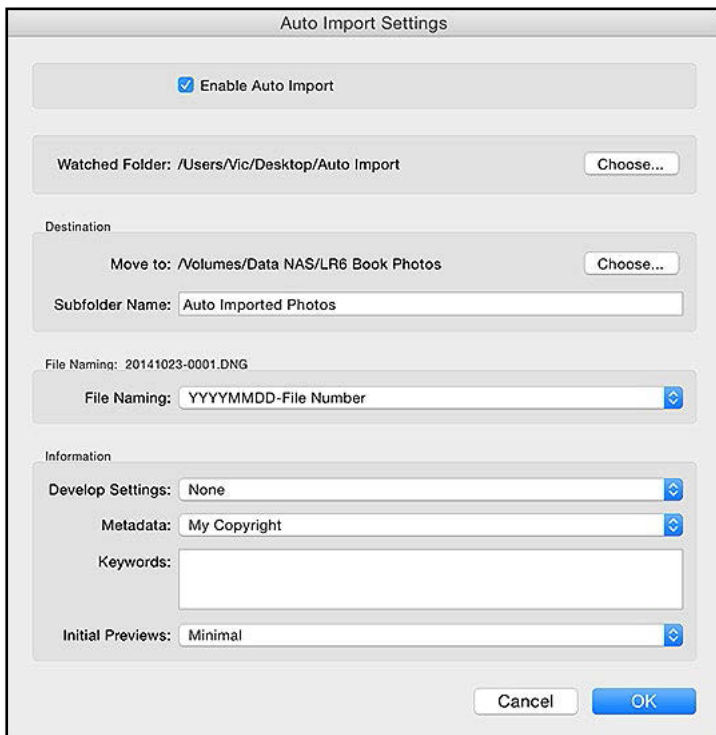 Auto Import Settings
Enable Auto Import
Watched Folder: /Users/Vic/Desktop/Auto Import Choose...
Destination
Move to: /Volumes/Data NAS/LR6 Book Photos Choose...
Subfolder Name: Auto Imported Photos
File Naming: 20141023-0001.DNG
File Naming: YYYYMMDD-File Number
Information
Develop Settings: None
Metadata: My Copyright
Keywords:
Initial Previews: Minimal
Cancel OK